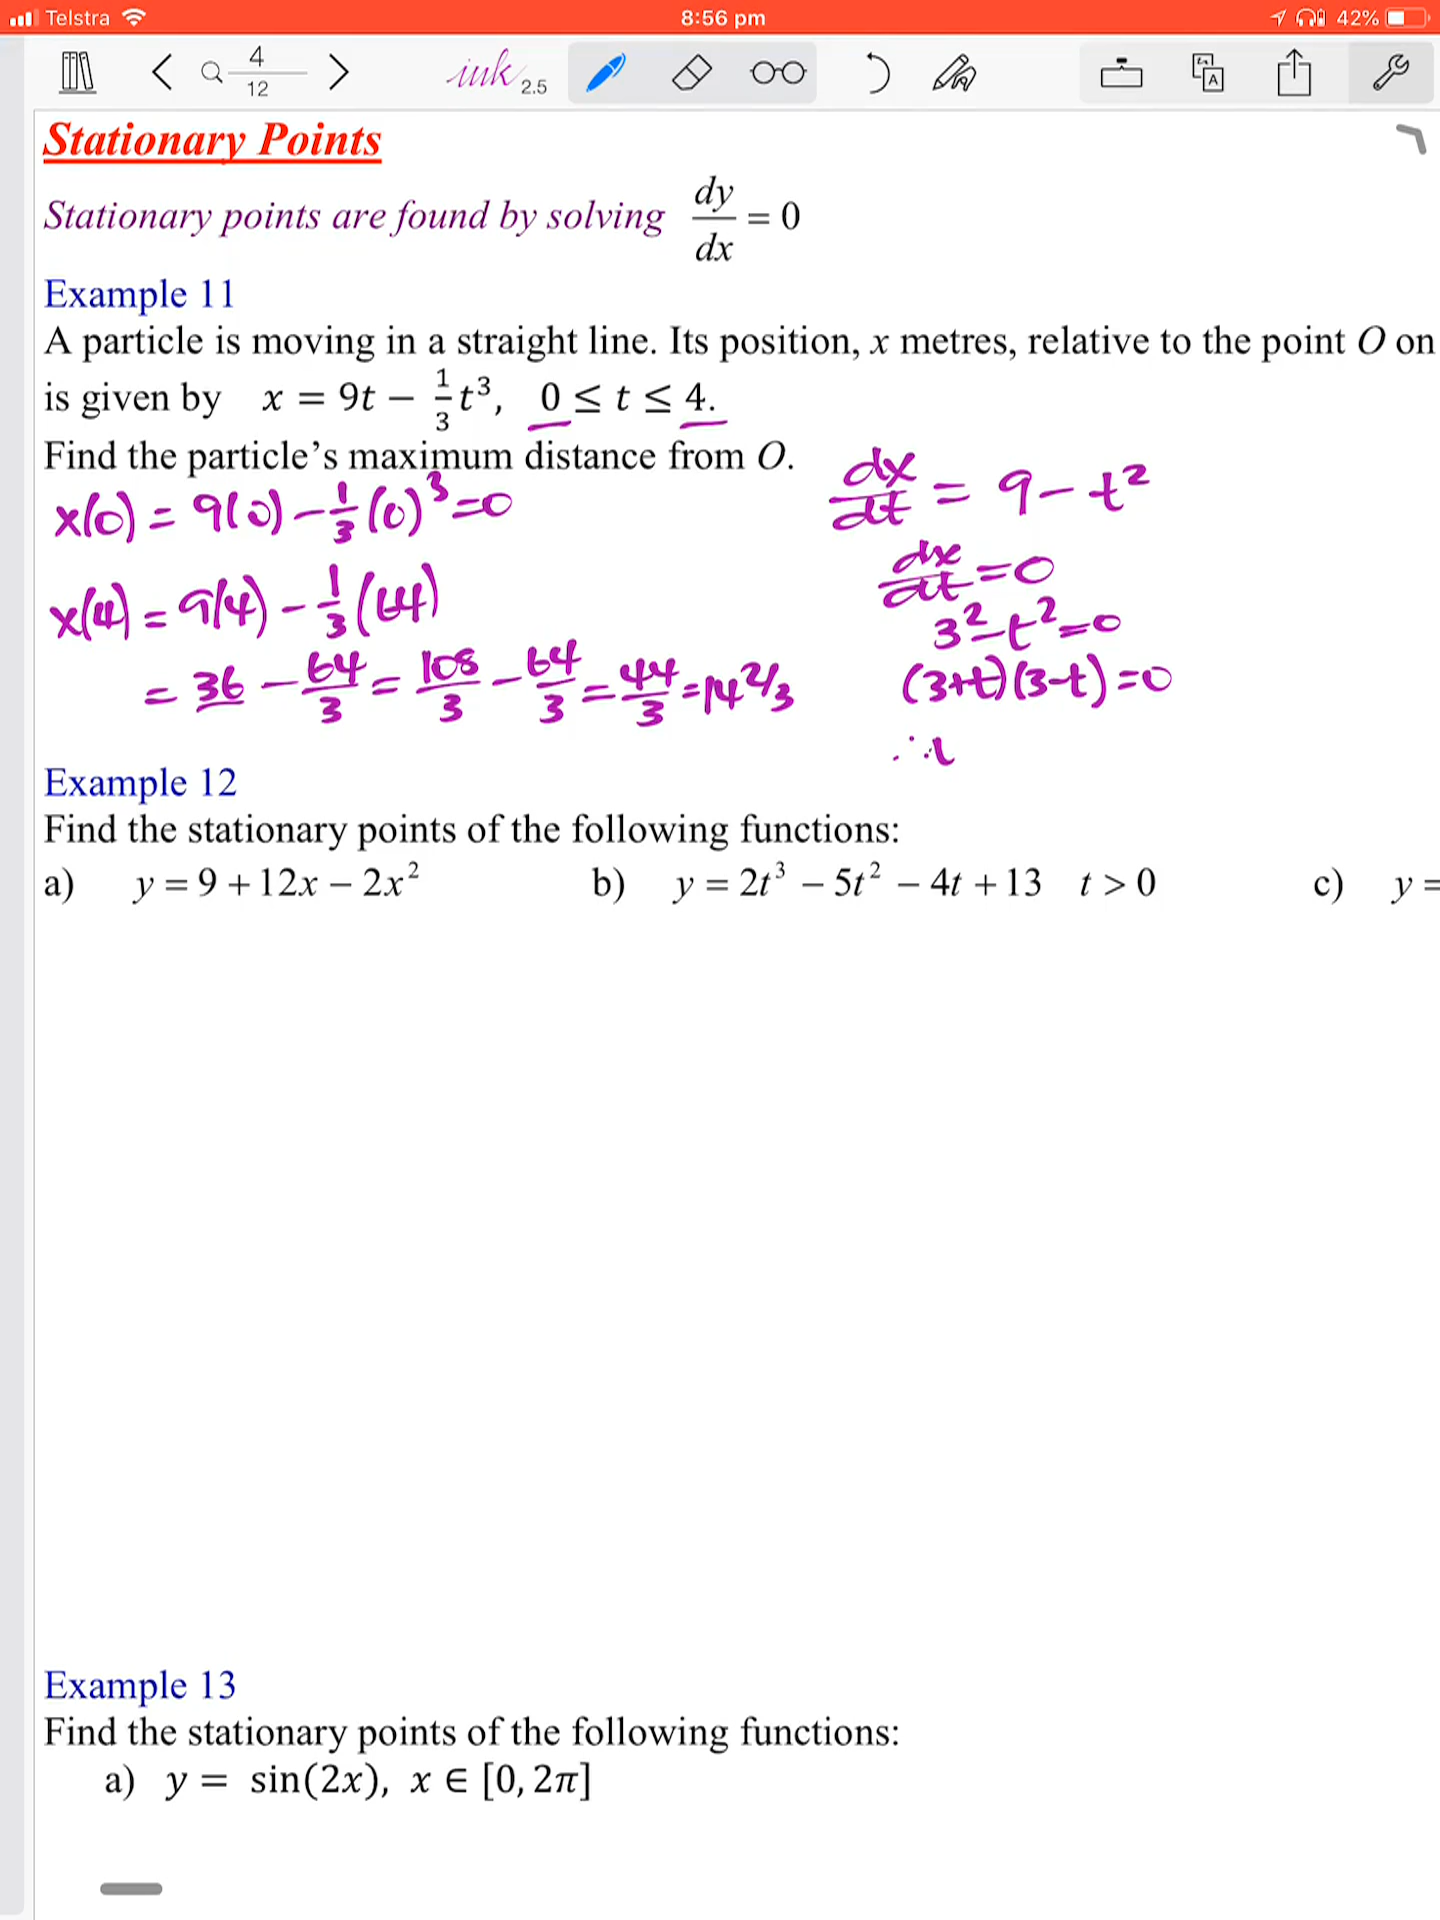 Telstra 8:56 pm 42%
4
12
ink 2.5
Stationary Points
Stationary points are found by solving dy/dx = 0
Example 11
A particle is moving in a straight line. Its position, x metres, relative to the point O on
is given by x = 9t − 1/3 t³, 0 ≤ t ≤ 4.
Find the particle’s maximum distance from O.
x(0) = 9(0) − 1/3 (0)³ = 0
x(4) = 9(4) − 1/3 (64)
= 36 − 64/3 = 108/3 − 64/3 = 44/3 = 14 2/3
dx/dt = 9 − t²
dx/dt = 0
3² − t² = 0
(3+t)(3−t) = 0
∴
Example 12
Find the stationary points of the following functions:
a) y = 9 + 12x − 2x² b) y = 2t³ − 5t² − 4t + 13 t > 0 c) y =
Example 13
Find the stationary points of the following functions:
a) y = sin(2x), x ∈ [0, 2π]